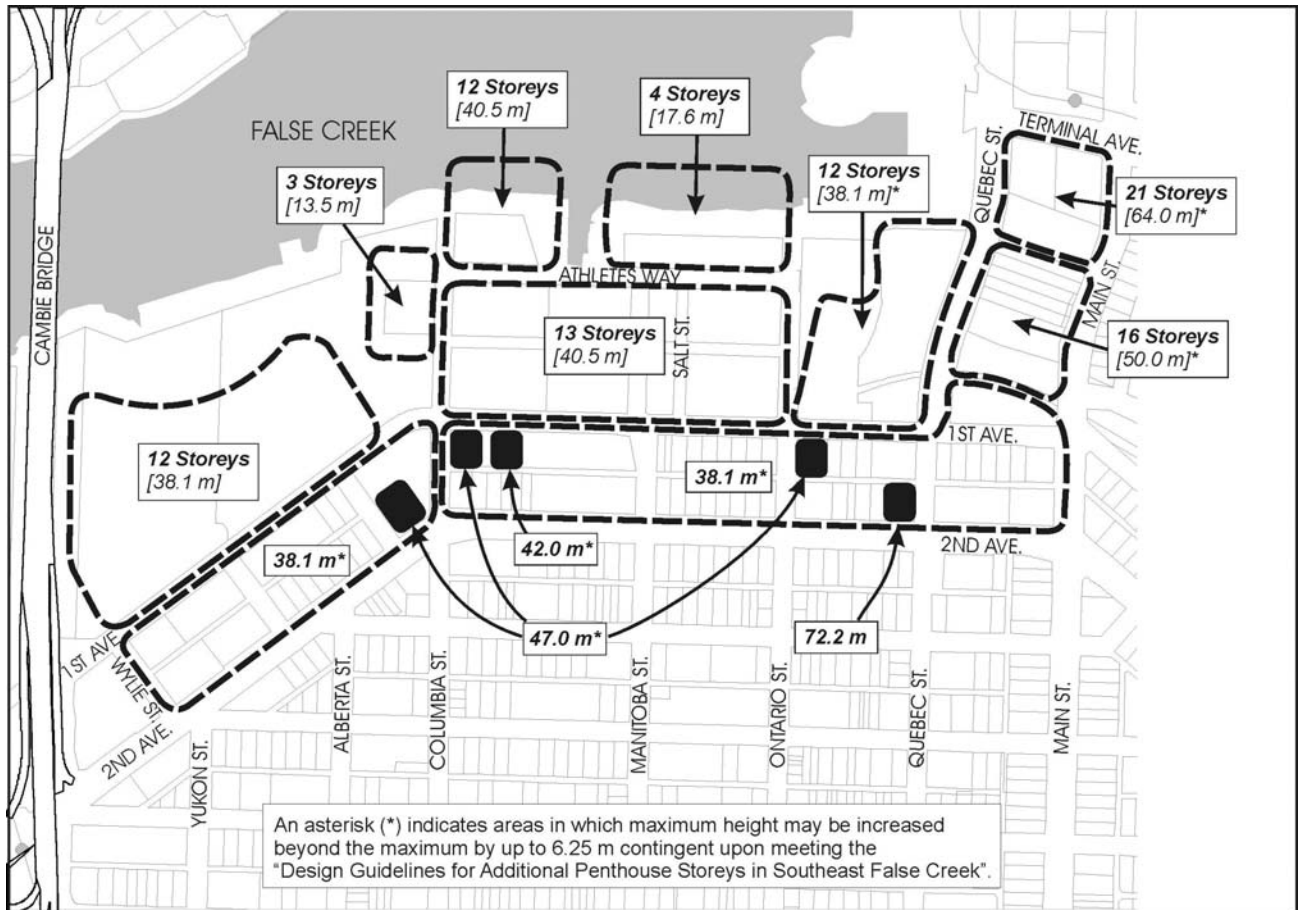 12 Storeys
[40.5 m]
4 Storeys
[17.6 m]
FALSE CREEK
3 Storeys
[13.5 m]
12 Storeys
[38.1 m]*
QUEBEC ST.
TERMINAL AVE.
21 Storeys
[64.0 m]*
CAMBIE BRIDGE
ATHLETES WAY
MAIN ST.
13 Storeys
[40.5 m]
SALT ST.
16 Storeys
[50.0 m]*
12 Storeys
[38.1 m]
1ST AVE.
38.1 m*
38.1 m*
42.0 m*
2ND AVE.
47.0 m*
72.2 m
1ST AVE.
WYLIE ST.
2ND AVE.
YUKON ST.
ALBERTA ST.
COLUMBIA ST.
MANITOBA ST.
ONTARIO ST.
QUEBEC ST.
MAIN ST.
An asterisk (*) indicates areas in which maximum height may be increased
beyond the maximum by up to 6.25 m contingent upon meeting the
"Design Guidelines for Additional Penthouse Storeys in Southeast False Creek".